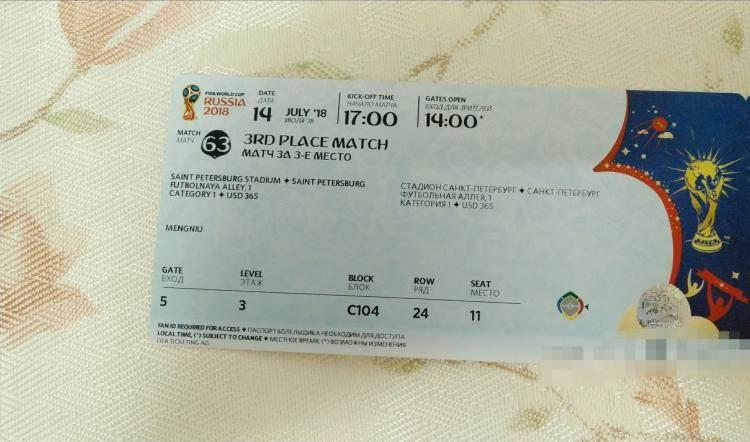 FIFA WORLD CUP
RUSSIA
2018
DATE
ДАТА
14 JULY '18
ИЮЛЯ '18
KICK-OFF TIME
НАЧАЛО МАТЧА
17:00
GATES OPEN
ВХОД ДЛЯ ЗРИТЕЛЕЙ
14:00*
MATCH
МАТЧ
63
3RD PLACE MATCH
МАТЧ ЗА 3-Е МЕСТО
SAINT PETERSBURG STADIUM ✦ SAINT PETERSBURG
FUTBOLNAYA ALLEY, 1
CATEGORY 1 ✦ USD 365
СТАДИОН САНКТ-ПЕТЕРБУРГ ✦ САНКТ-ПЕТЕРБУРГ
ФУТБОЛЬНАЯ АЛЛЕЯ, 1
КАТЕГОРИЯ 1 ✦ USD 365
MENGNIU
GATE
ВХОД
5
LEVEL
ЭТАЖ
3
BLOCK
БЛОК
C104
ROW
РЯД
24
SEAT
МЕСТО
11
FAN ID REQUIRED FOR ACCESS ✦ ПАСПОРТ БОЛЕЛЬЩИКА НЕОБХОДИМ ДЛЯ ДОСТУПА
LOCAL TIME, (*) SUBJECT TO CHANGE ✦ МЕСТНОЕ ВРЕМЯ, (*) ВОЗМОЖНЫ ИЗМЕНЕНИЯ
FIFA TICKETING AG